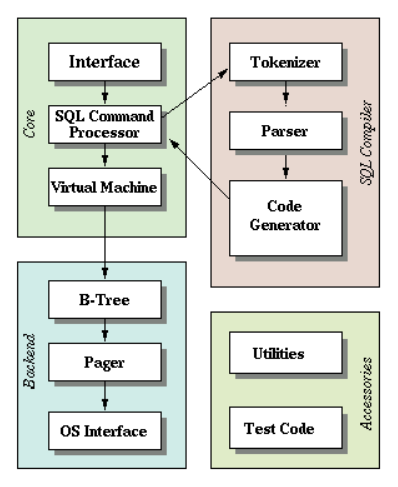 Interface
SQL Command
Processor
Virtual Machine
Core
Tokenizer
Parser
Code
Generator
SQL Compiler
B-Tree
Pager
OS Interface
Backend
Utilities
Test Code
Accessories